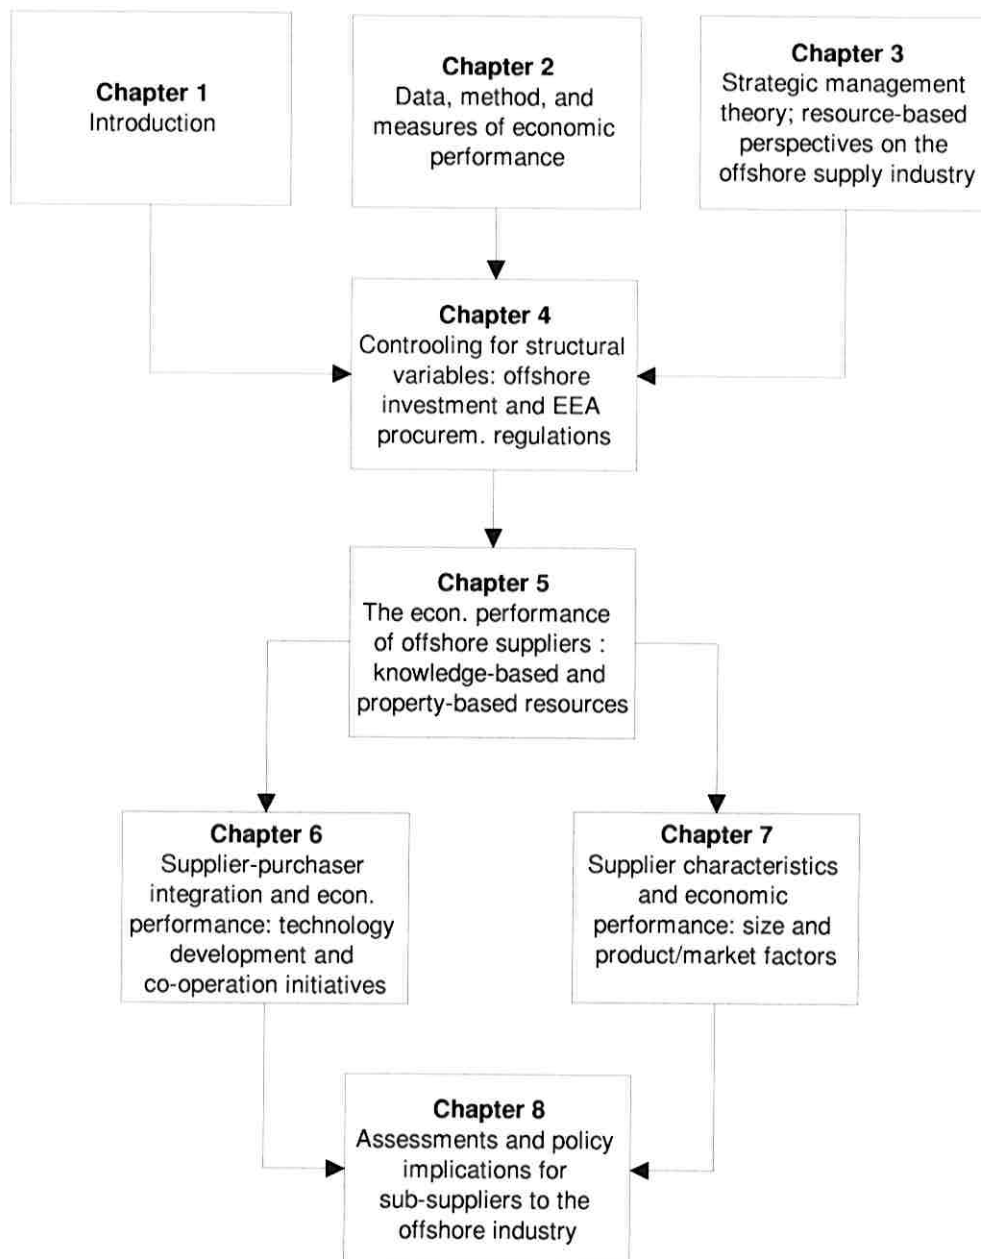 Chapter 1
Introduction
Chapter 2
Data, method, and
measures of economic
performance
Chapter 3
Strategic management
theory; resource-based
perspectives on the
offshore supply industry
Chapter 4
Controoling for structural
variables: offshore
investment and EEA
procurem. regulations
Chapter 5
The econ. performance
of offshore suppliers :
knowledge-based and
property-based resources
Chapter 6
Supplier-purchaser
integration and econ.
performance: technology
development and
co-operation initiatives
Chapter 7
Supplier characteristics
and economic
performance: size and
product/market factors
Chapter 8
Assessments and policy
implications for
sub-suppliers to the
offshore industry